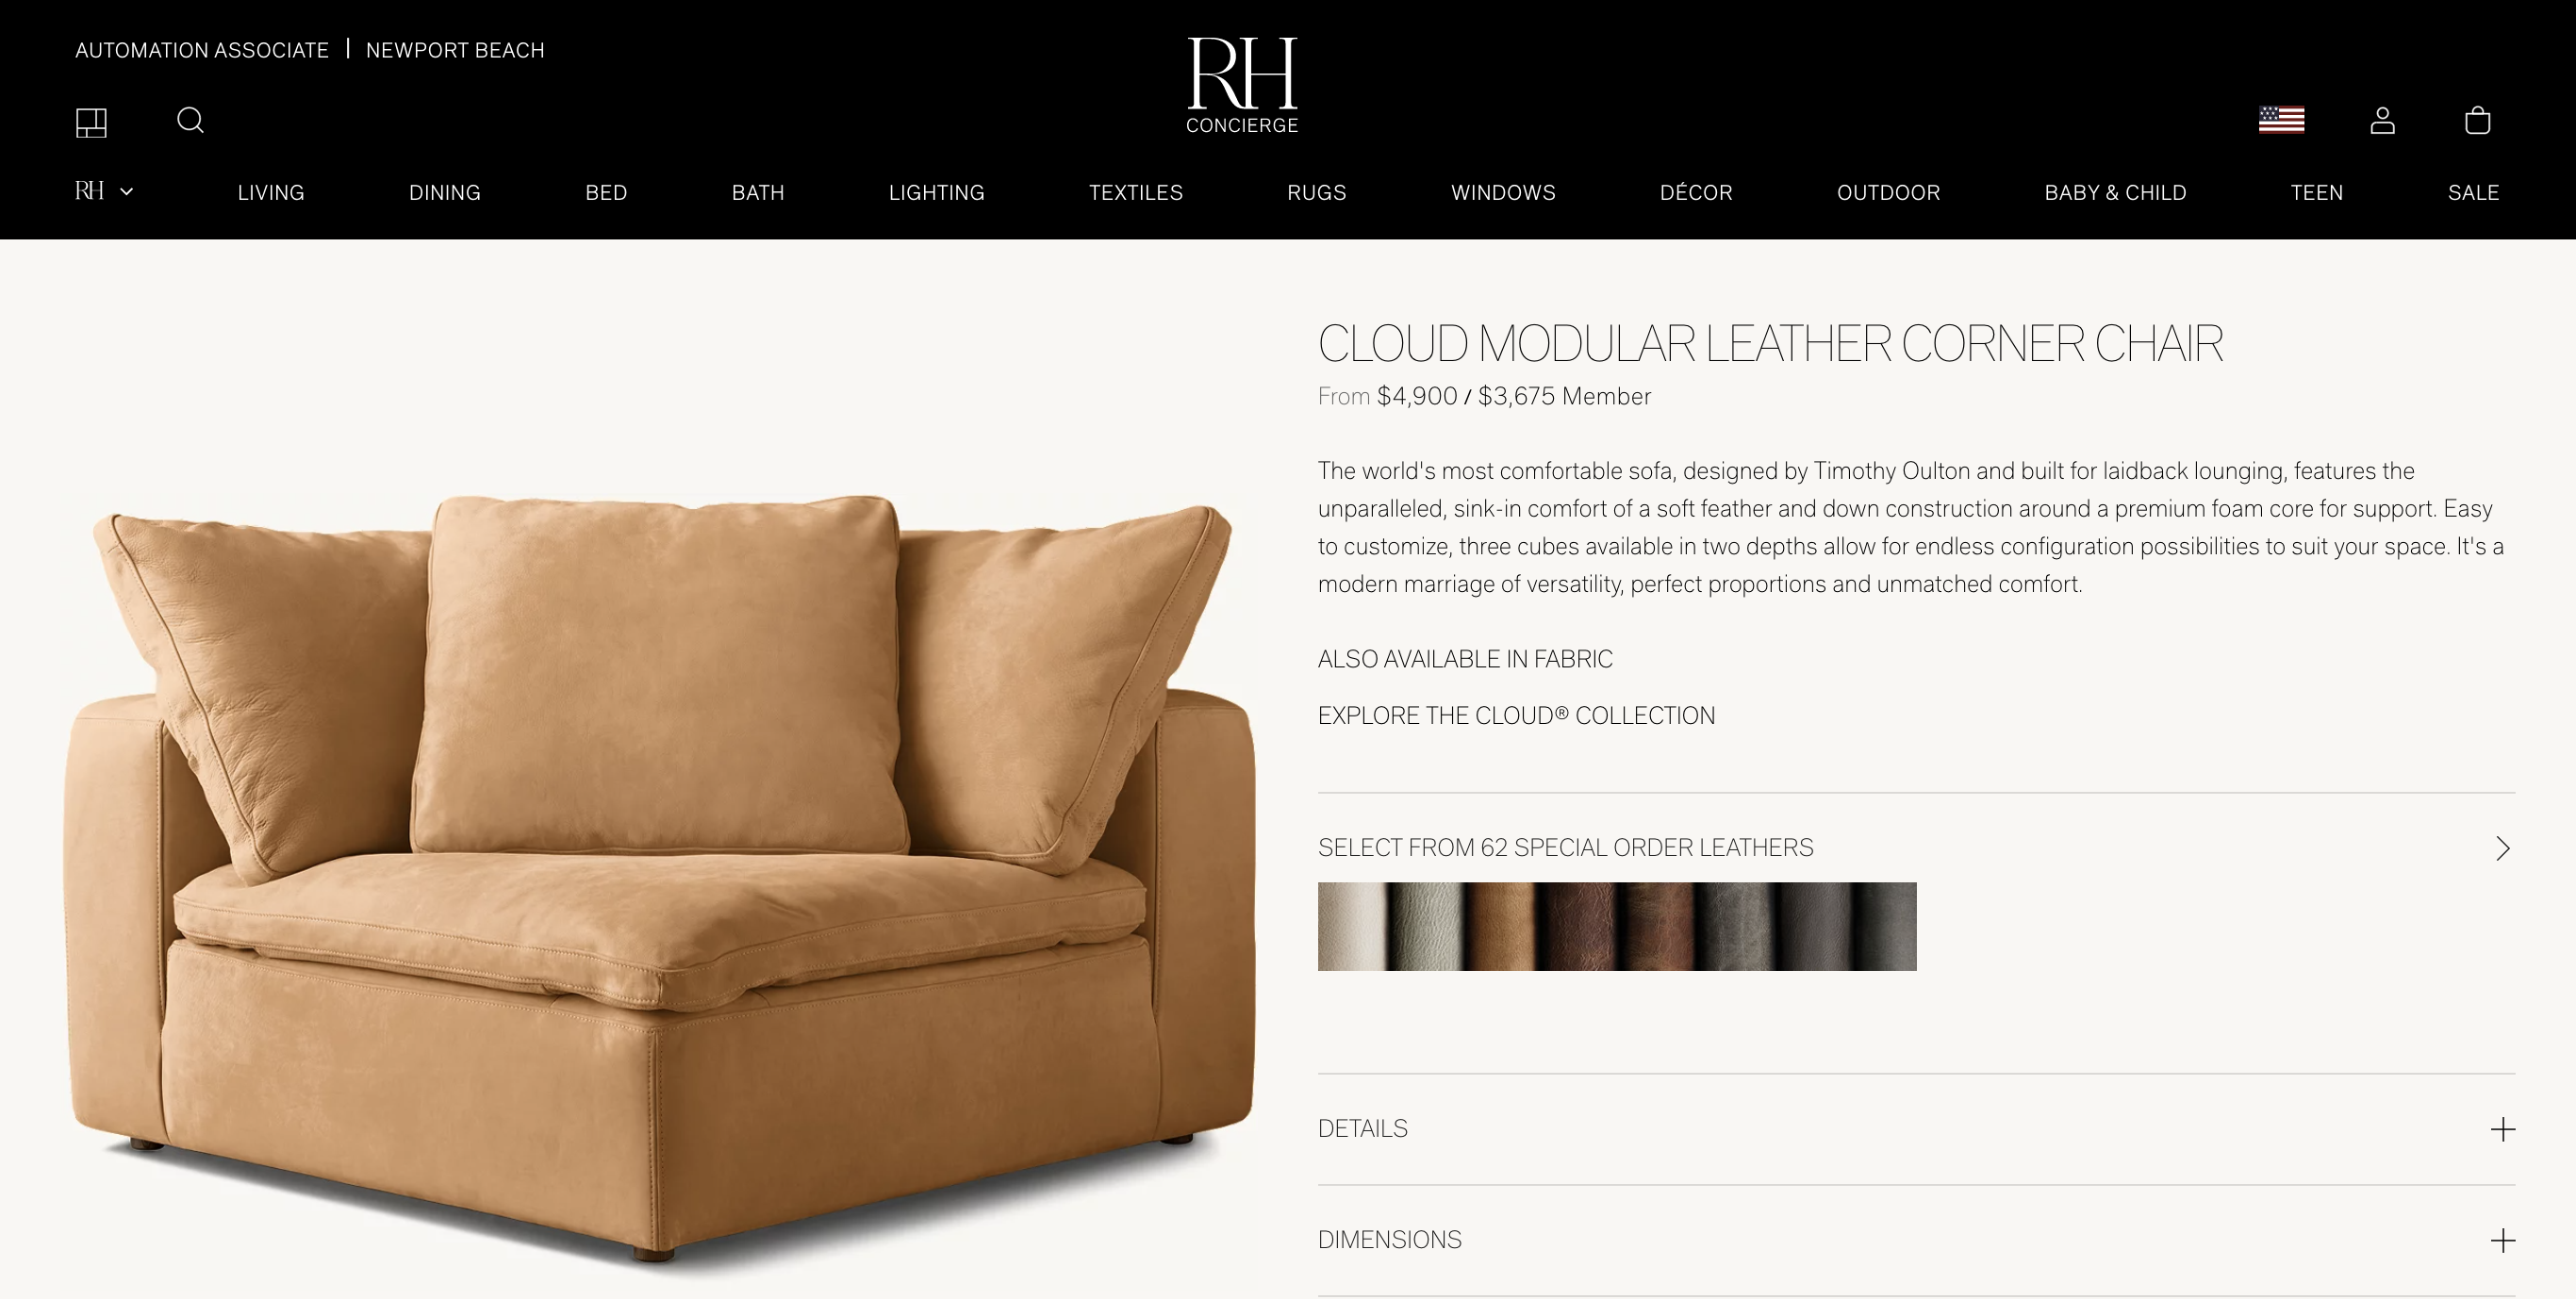 AUTOMATION ASSOCIATE | NEWPORT BEACH
RH
CONCIERGE
RH LIVING DINING BED BATH LIGHTING TEXTILES RUGS WINDOWS DÉCOR OUTDOOR BABY & CHILD TEEN SALE
CLOUD MODULAR LEATHER CORNER CHAIR
From $4,900 / $3,675 Member
The world's most comfortable sofa, designed by Timothy Oulton and built for laidback lounging, features the
unparalleled, sink-in comfort of a soft feather and down construction around a premium foam core for support. Easy
to customize, three cubes available in two depths allow for endless configuration possibilities to suit your space. It's a
modern marriage of versatility, perfect proportions and unmatched comfort.
ALSO AVAILABLE IN FABRIC
EXPLORE THE CLOUD® COLLECTION
SELECT FROM 62 SPECIAL ORDER LEATHERS
DETAILS
DIMENSIONS